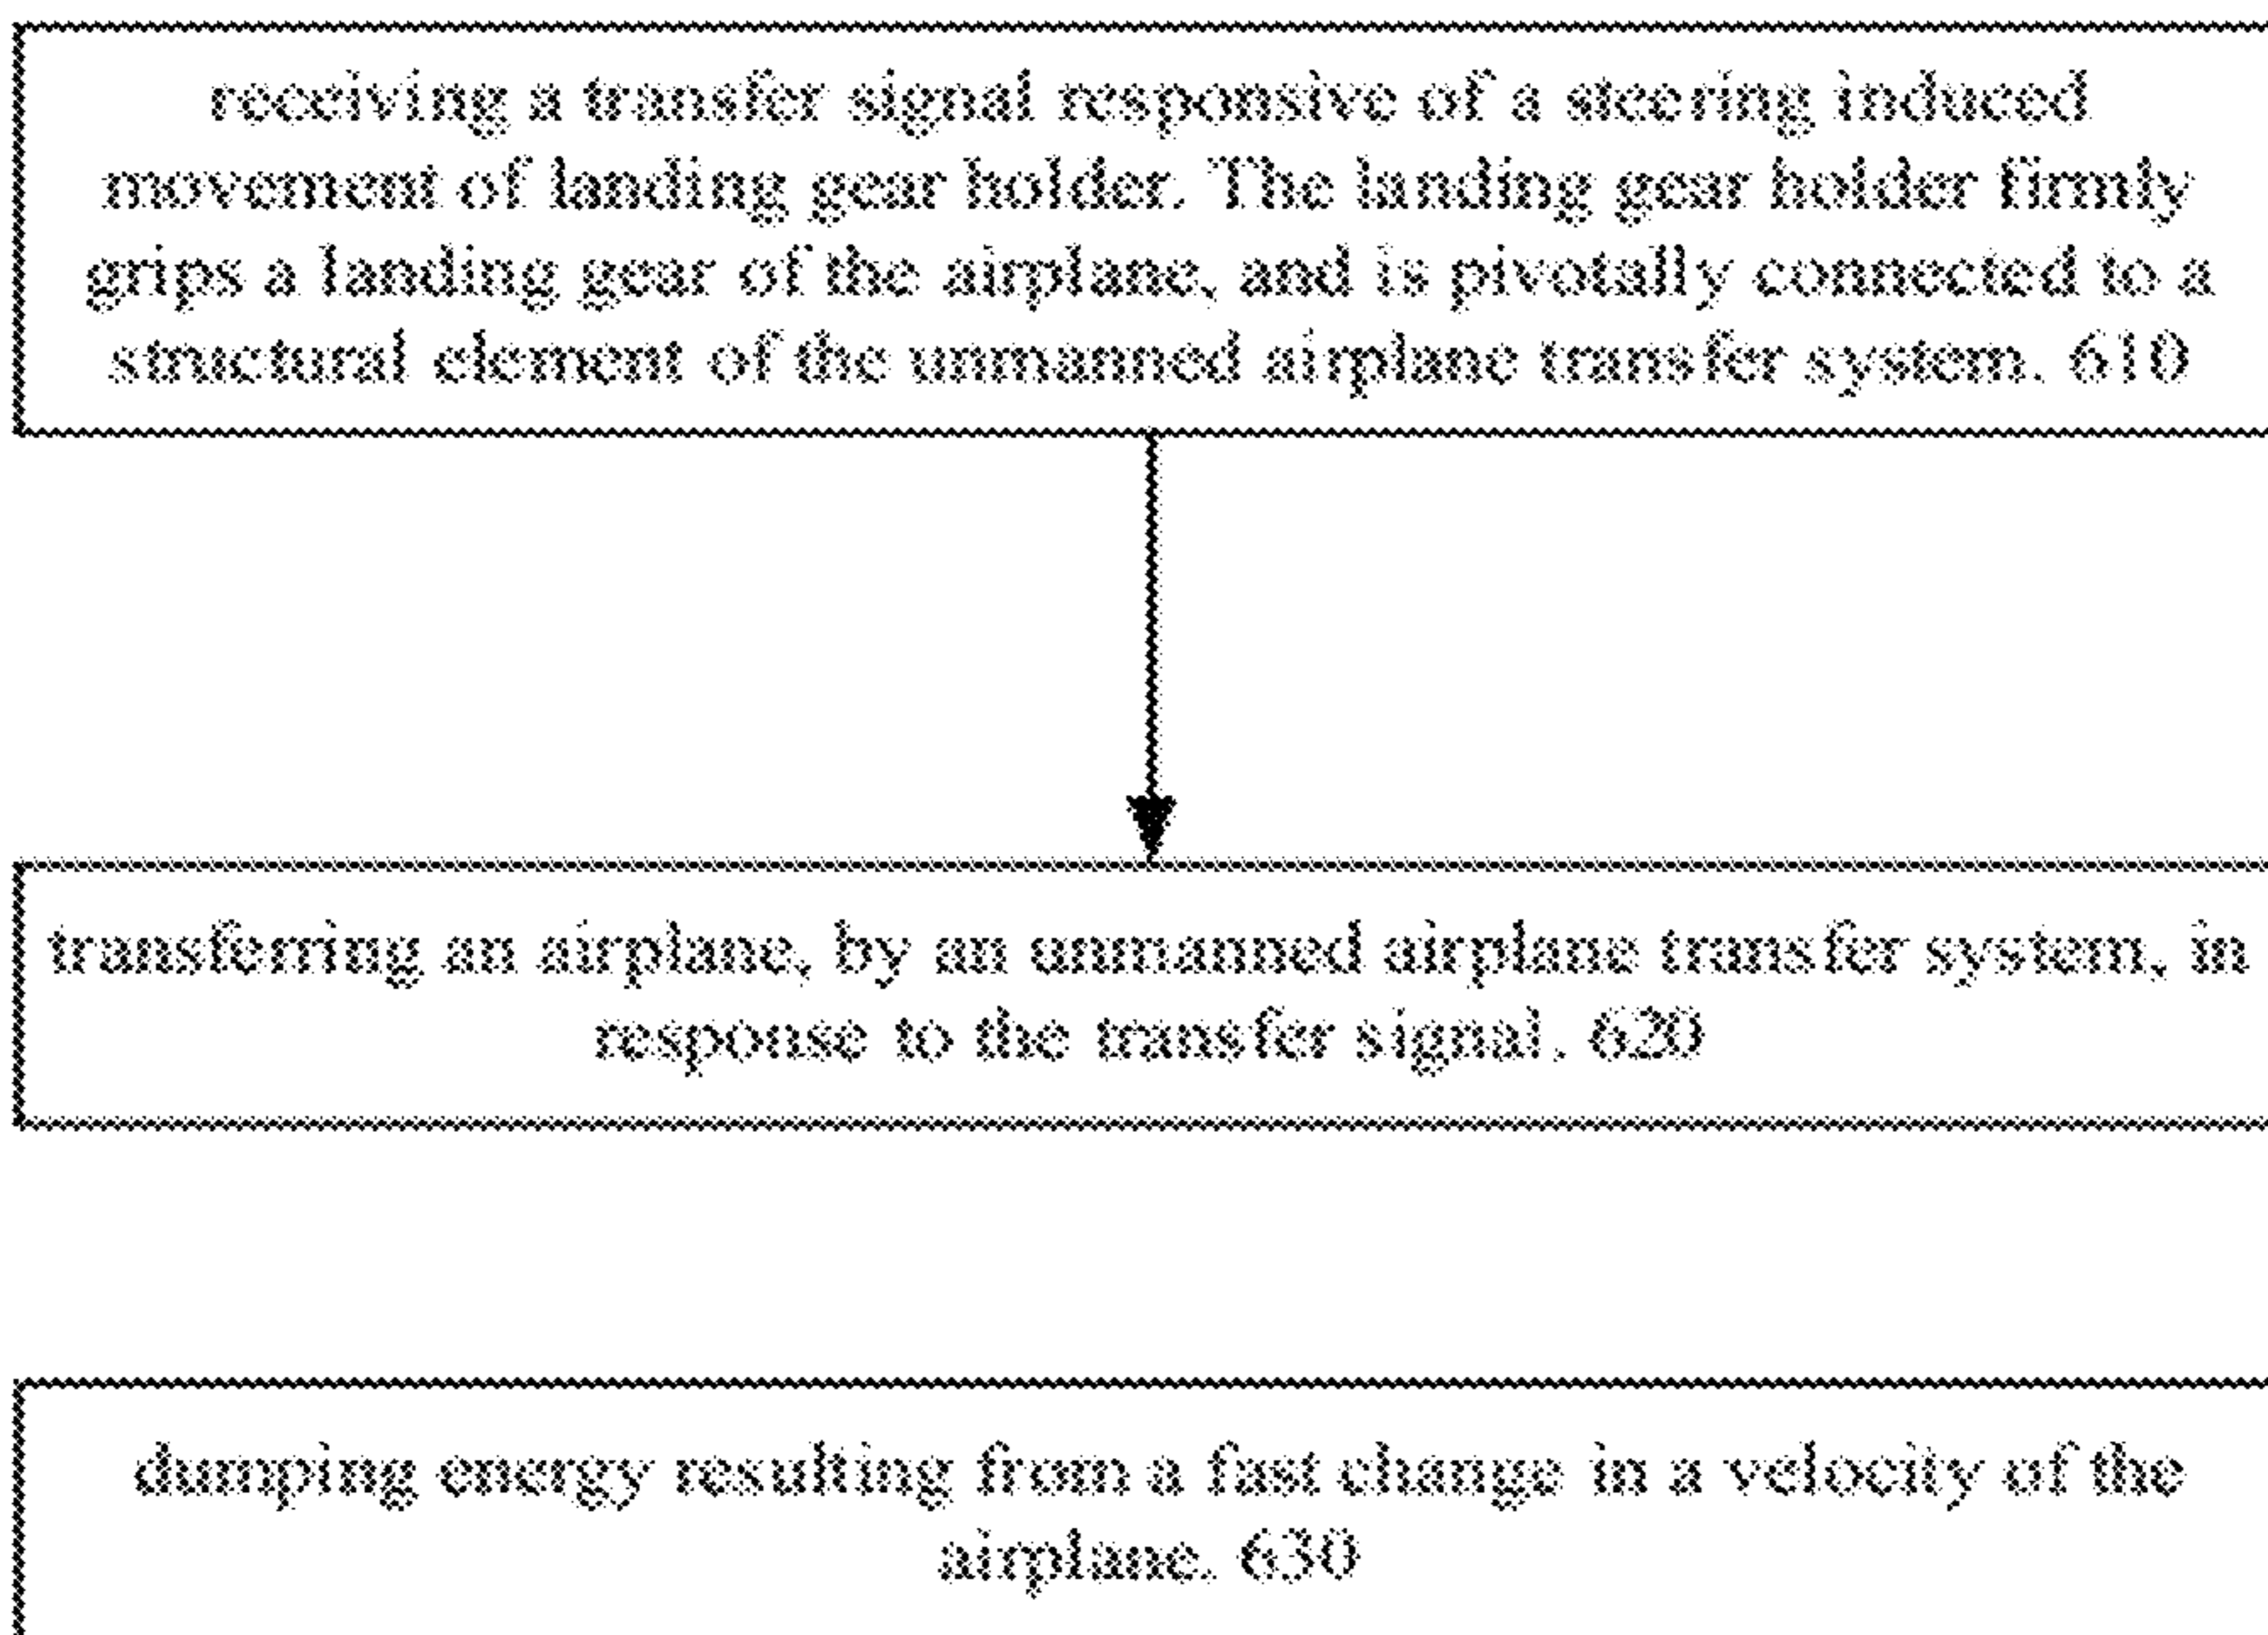 receiving a transfer signal responsive of a steering induced
movement of landing gear holder. The landing gear holder firmly
grips a landing gear of the airplane, and is pivotally connected to a
structural element of the unmanned airplane transfer system. 610
transferring an airplane, by an unmanned airplane transfer system, in
response to the transfer signal. 620
dumping energy resulting from a fast change in a velocity of the
airplane. 630